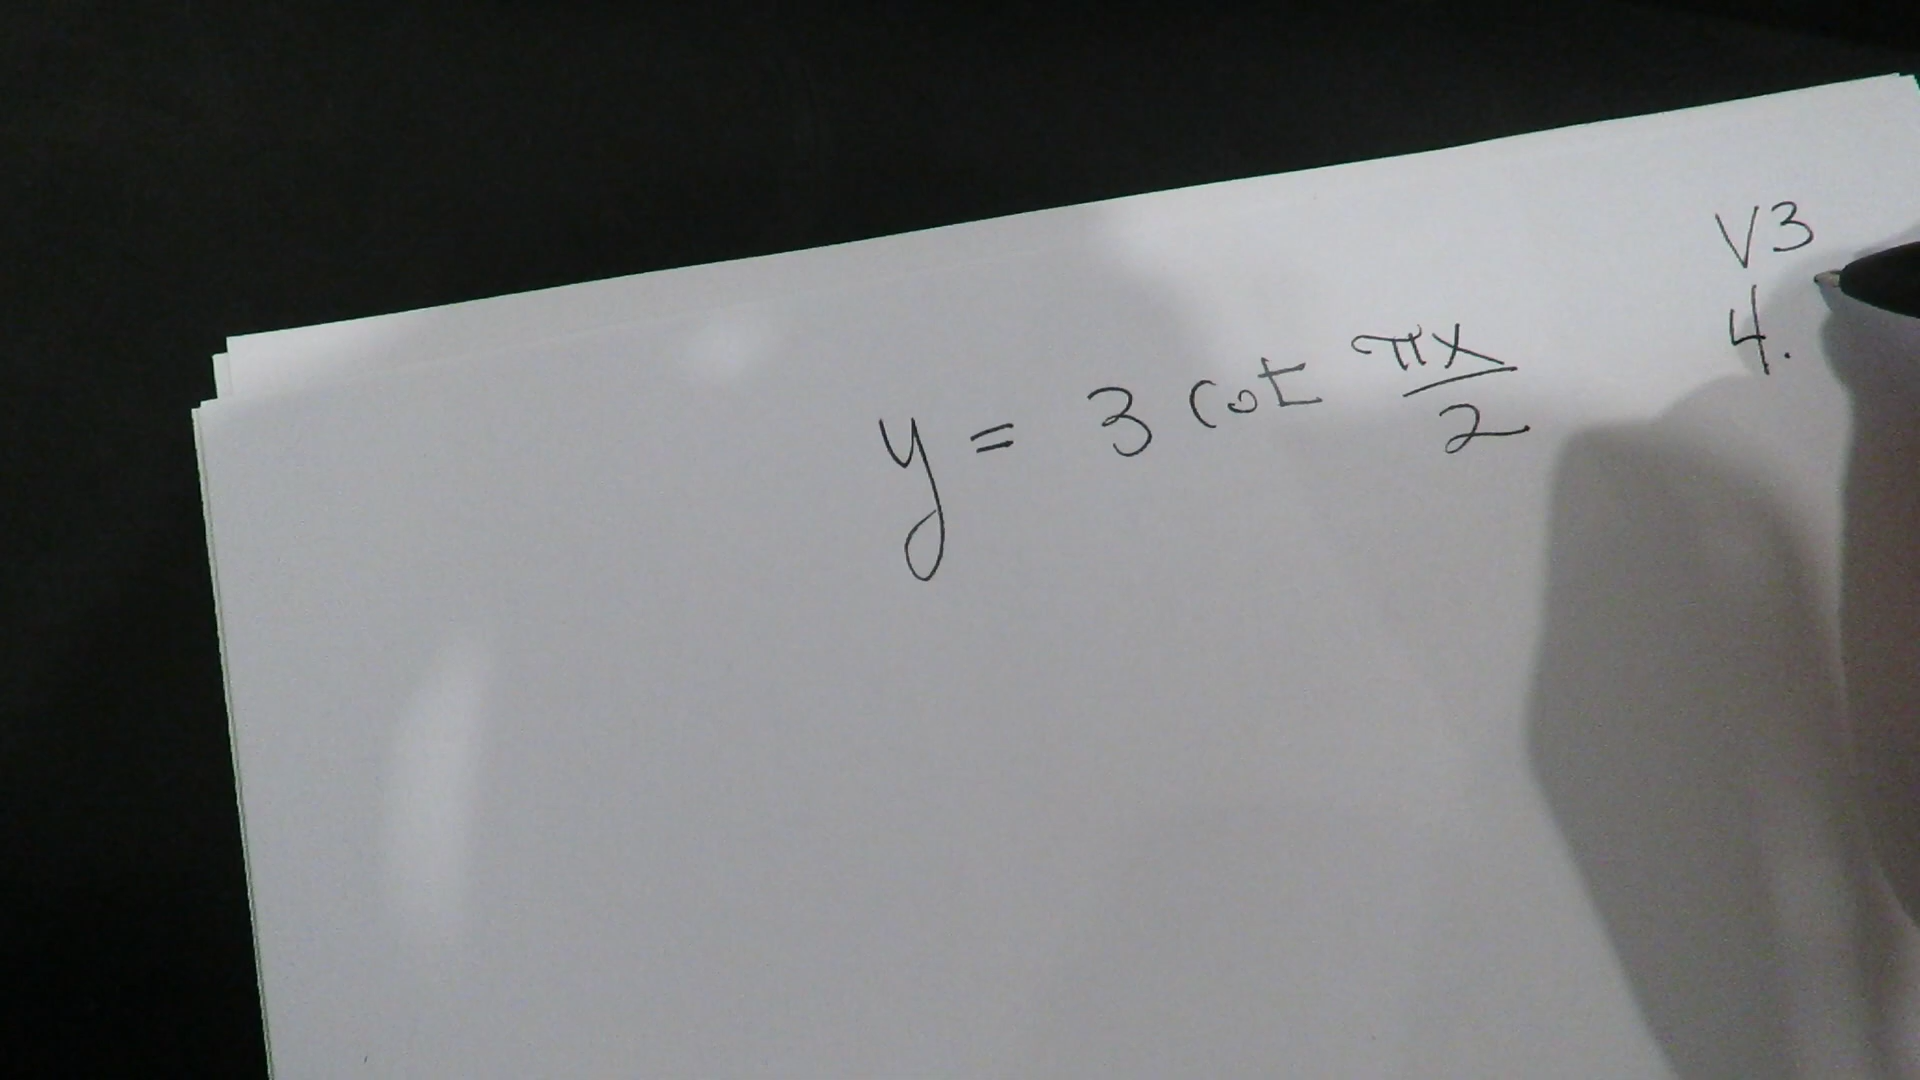 V3
4.
y = 3 cot πx/2